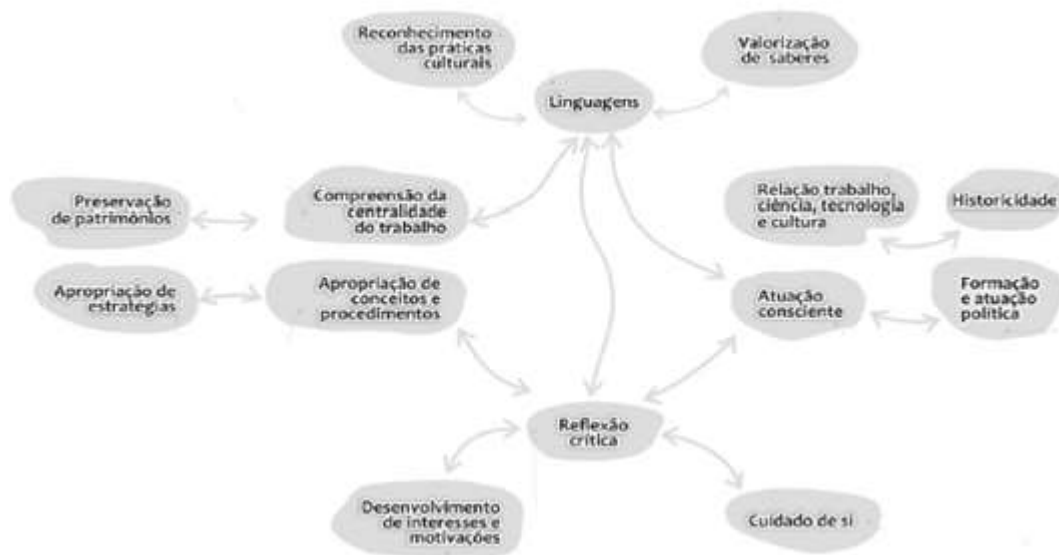 Reconhecimento
das práticas
culturais
Valorização
de saberes
Linguagens
Preservação
de patrimônios
Compreensão da
centralidade
do trabalho
Relação trabalho,
ciência, tecnologia
e cultura
Historicidade
Apropriação de
estratégias
Apropriação de
conceitos e
procedimentos
Atuação
consciente
Formação
e atuação
política
Reflexão
crítica
Desenvolvimento
de interesses e
motivações
Cuidado de si